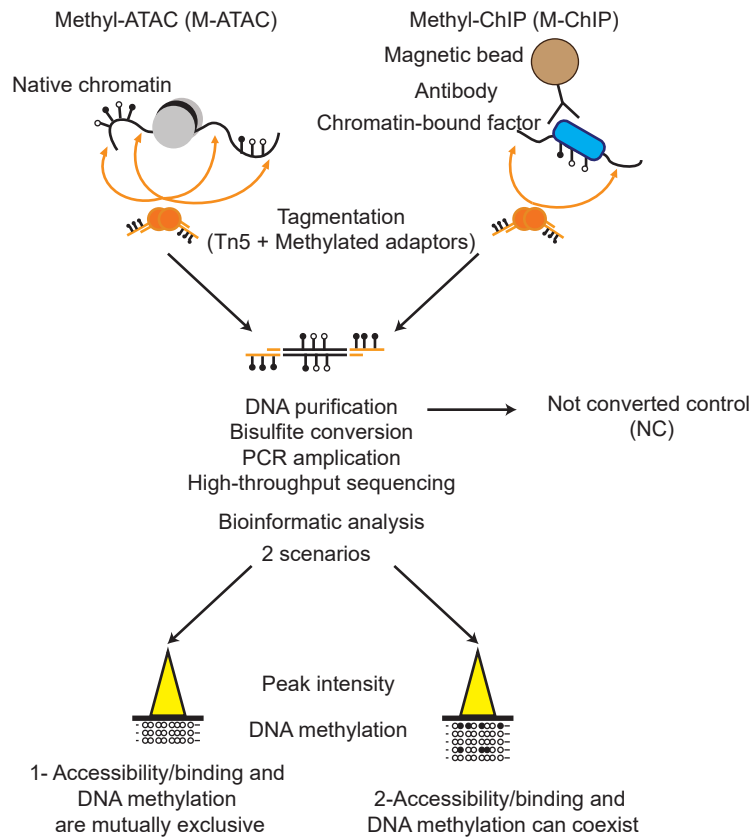 Methyl-ATAC (M-ATAC)
Methyl-ChIP (M-ChIP)
Magnetic bead
Native chromatin
Antibody
Chromatin-bound factor
Tagmentation
(Tn5 + Methylated adaptors)
DNA purification
Bisulfite conversion
PCR amplication
High-throughput sequencing
Not converted control
(NC)
Bioinformatic analysis
2 scenarios
Peak intensity
DNA methylation
1- Accessibility/binding and
DNA methylation
are mutually exclusive
2-Accessibility/binding and
DNA methylation can coexist